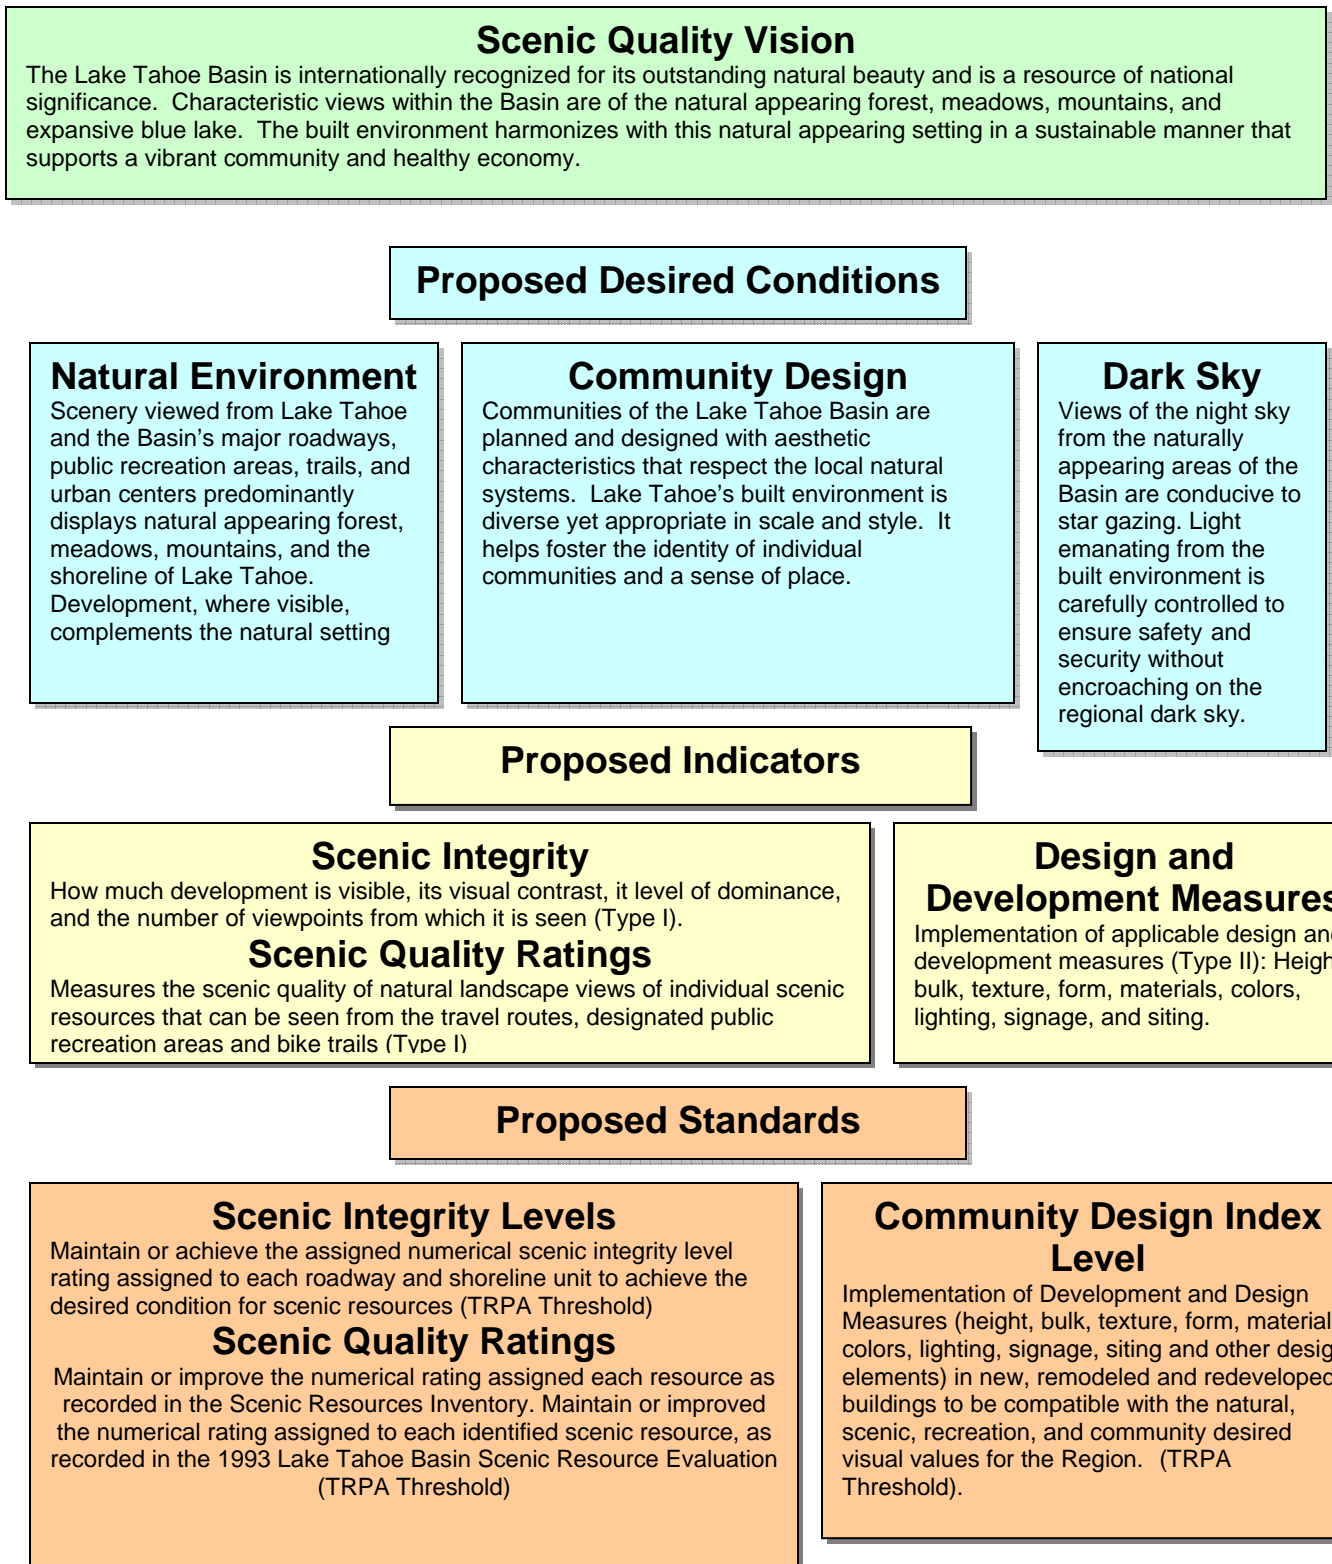 Scenic Quality Vision
The Lake Tahoe Basin is internationally recognized for its outstanding natural beauty and is a resource of national
significance.  Characteristic views within the Basin are of the natural appearing forest, meadows, mountains, and
expansive blue lake.  The built environment harmonizes with this natural appearing setting in a sustainable manner that
supports a vibrant community and healthy economy.
Proposed Desired Conditions
Natural Environment
Scenery viewed from Lake Tahoe
and the Basin's major roadways,
public recreation areas, trails, and
urban centers predominantly
displays natural appearing forest,
meadows, mountains, and the
shoreline of Lake Tahoe.
Development, where visible,
complements the natural setting
Community Design
Communities of the Lake Tahoe Basin are
planned and designed with aesthetic
characteristics that respect the local natural
systems.  Lake Tahoe's built environment is
diverse yet appropriate in scale and style.  It
helps foster the identity of individual
communities and a sense of place.
Dark Sky
Views of the night sky
from the naturally
appearing areas of the
Basin are conducive to
star gazing. Light
emanating from the
built environment is
carefully controlled to
ensure safety and
security without
encroaching on the
regional dark sky.
Proposed Indicators
Scenic Integrity
How much development is visible, its visual contrast, it level of dominance,
and the number of viewpoints from which it is seen (Type I).
Scenic Quality Ratings
Measures the scenic quality of natural landscape views of individual scenic
resources that can be seen from the travel routes, designated public
recreation areas and bike trails (Type I)
Design and
Development Measures
Implementation of applicable design and
development measures (Type II): Heigh
bulk, texture, form, materials, colors,
lighting, signage, and siting.
Proposed Standards
Scenic Integrity Levels
Maintain or achieve the assigned numerical scenic integrity level
rating assigned to each roadway and shoreline unit to achieve the
desired condition for scenic resources (TRPA Threshold)
Scenic Quality Ratings
Maintain or improve the numerical rating assigned each resource as
recorded in the Scenic Resources Inventory. Maintain or improved
the numerical rating assigned to each identified scenic resource, as
recorded in the 1993 Lake Tahoe Basin Scenic Resource Evaluation
(TRPA Threshold)
Community Design Index
Level
Implementation of Development and Design
Measures (height, bulk, texture, form, material
colors, lighting, signage, siting and other desig
elements) in new, remodeled and redeveloped
buildings to be compatible with the natural,
scenic, recreation, and community desired
visual values for the Region.  (TRPA
Threshold).